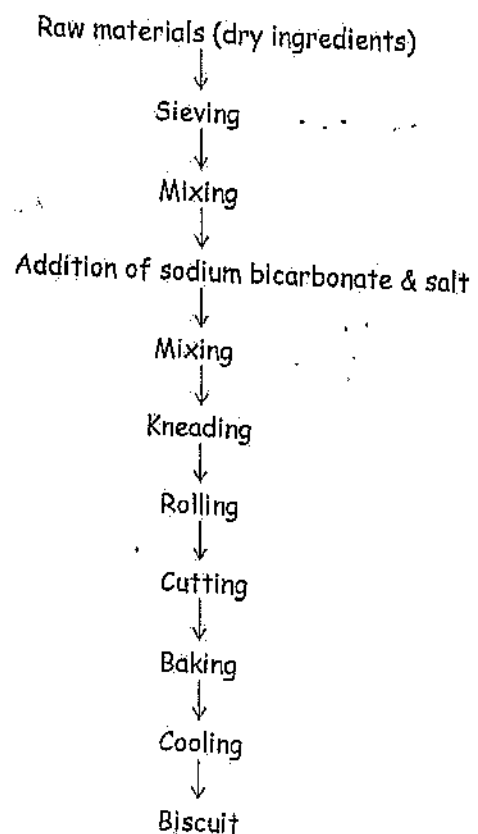 Raw materials (dry ingredients)
Sieving
Mixing
Addition of sodium bicarbonate & salt
Mixing
Kneading
Rolling
Cutting
Baking
Cooling
Biscuit